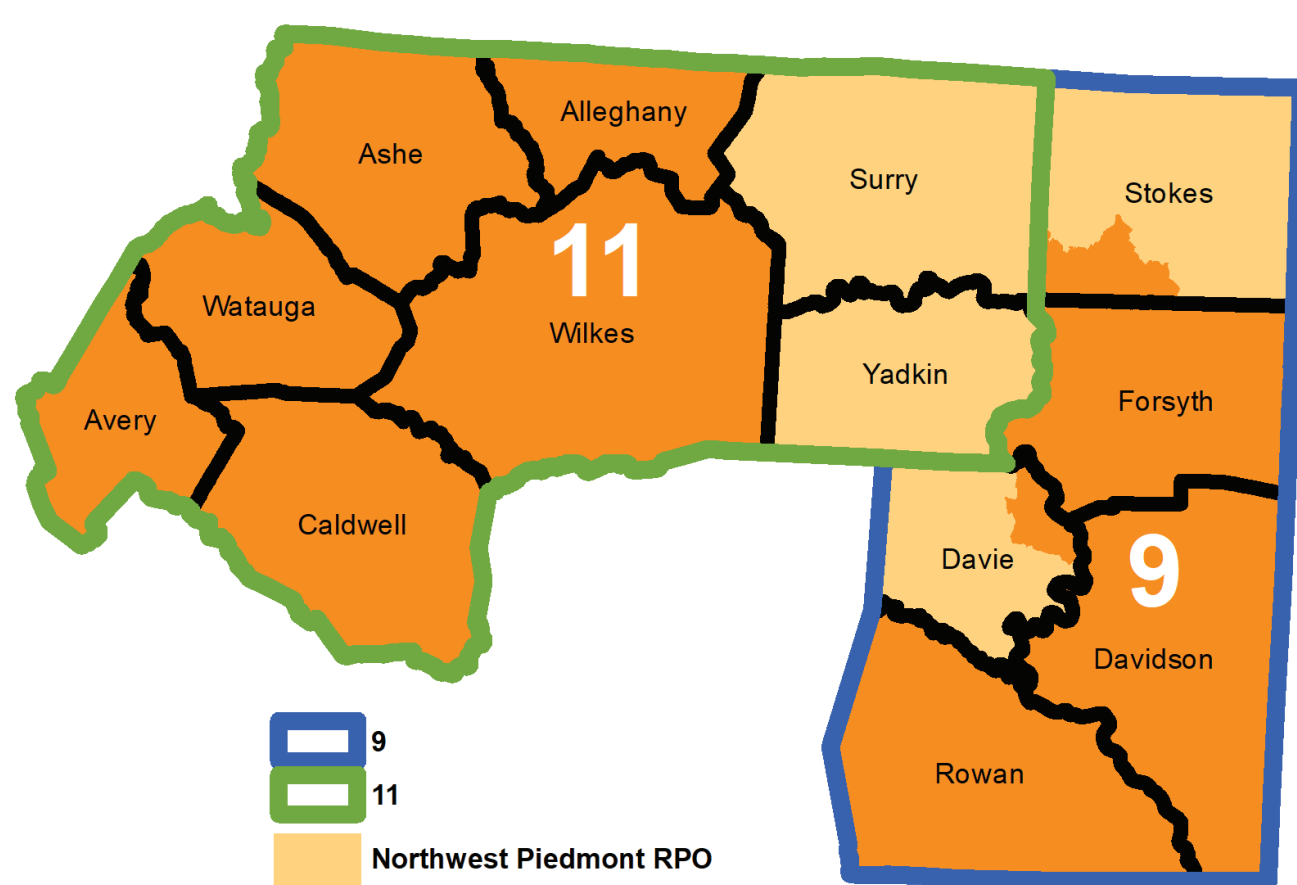 Alleghany
Ashe
Surry
Stokes
11
Watauga
Wilkes
Yadkin
Forsyth
Avery
Caldwell
Davie
9
Davidson
Rowan
9
11
Northwest Piedmont RPO